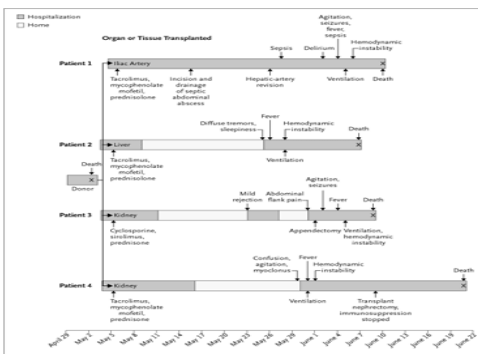 Hospitalization
Home
Organ or Tissue Transplanted
Agitation,
seizures,
fever,
sepsis
Sepsis
Delirium
Hemodynamic
instability
Patient 1
Iliac Artery
Tacrolimus,
mycophenolate
mofetil,
prednisolone
Incision and
drainage
of septic
abdominal
abscess
Hepatic-artery
revision
Ventilation
Death
Fever
Diffuse tremors,
sleepiness
Hemodynamic
instability
Death
Patient 2
Liver
Tacrolimus,
mycophenolate
mofetil,
prednisolone
Ventilation
Death
Donor
Agitation,
seizures
Mild
rejection
Abdominal
flank pain
Fever
Death
Patient 3
Kidney
Cyclosporine,
sirolimus,
prednisone
Appendectomy
Ventilation,
hemodynamic
instability
Confusion,
agitation,
myoclonus
Fever
Hemodynamic
instability
Death
Patient 4
Kidney
Tacrolimus,
mycophenolate
mofetil,
prednisone
Ventilation
Transplant
nephrectomy,
immunosuppression
stopped
April 29
May 2
May 5
May 8
May 11
May 14
May 17
May 20
May 23
May 26
May 29
June 1
June 4
June 7
June 10
June 13
June 16
June 19
June 22